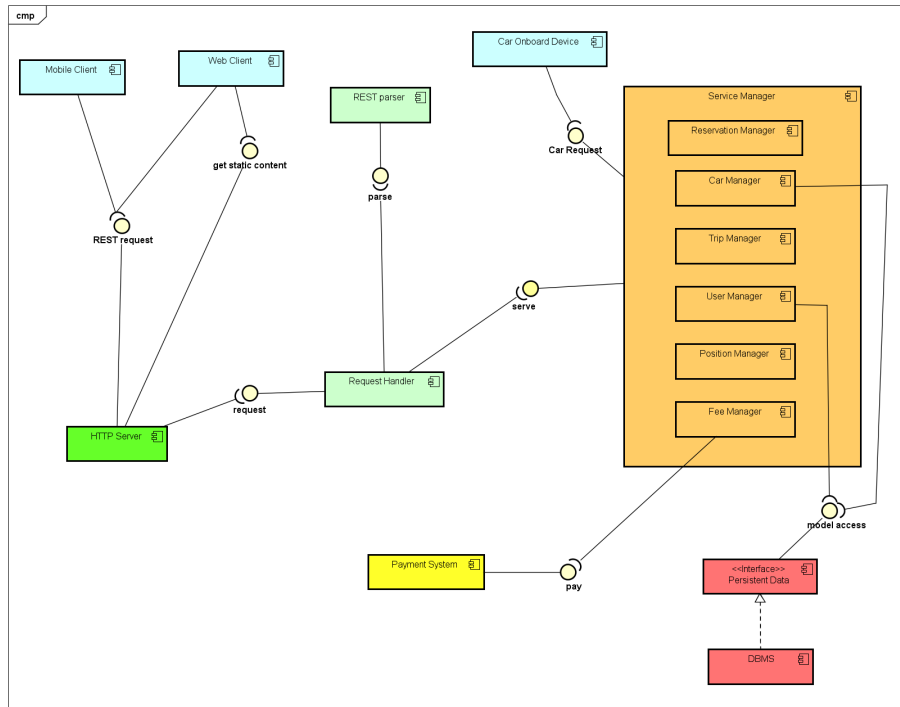 cmp
Car Onboard Device
Web Client
Mobile Client
REST parser
Service Manager
Reservation Manager
Car Request
get static content
Car Manager
parse
REST request
Trip Manager
User Manager
serve
Position Manager
Request Handler
request
Fee Manager
HTTP Server
model access
Payment System
pay
<<Interface>>
Persistent Data
DBMS